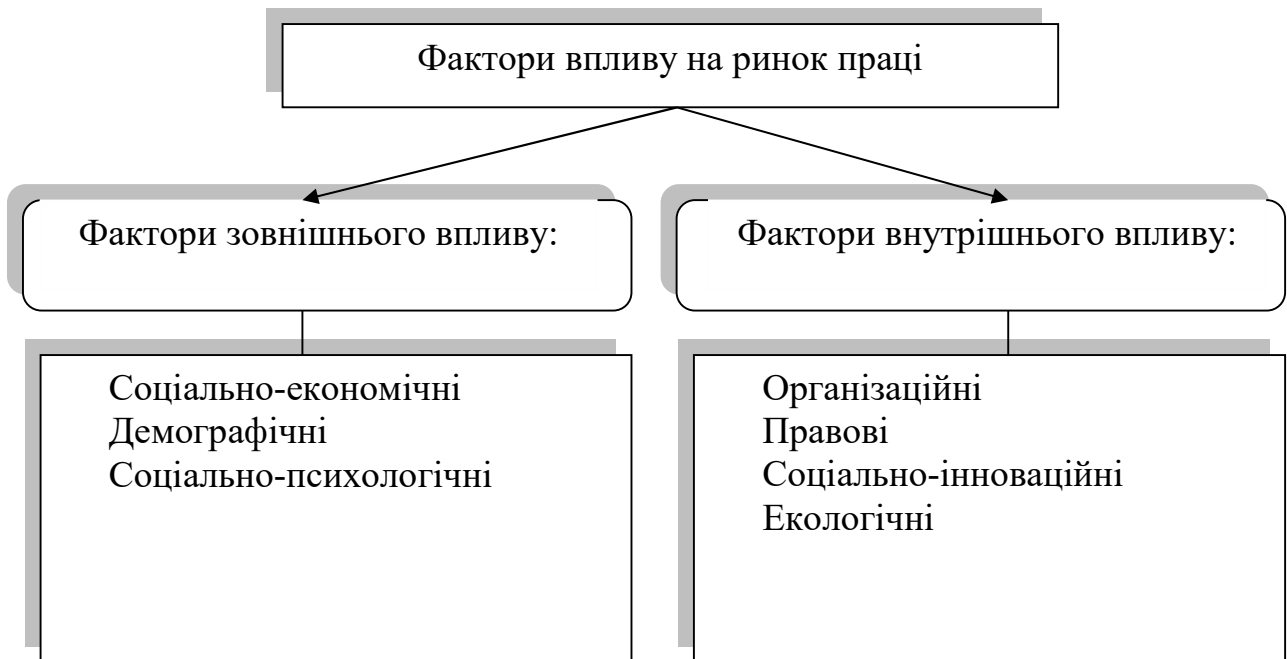 Фактори впливу на ринок праці
Фактори зовнішнього впливу:
Фактори внутрішнього впливу:
Соціально-економічні
Демографічні
Соціально-психологічні
Організаційні
Правові
Соціально-інноваційні
Екологічні